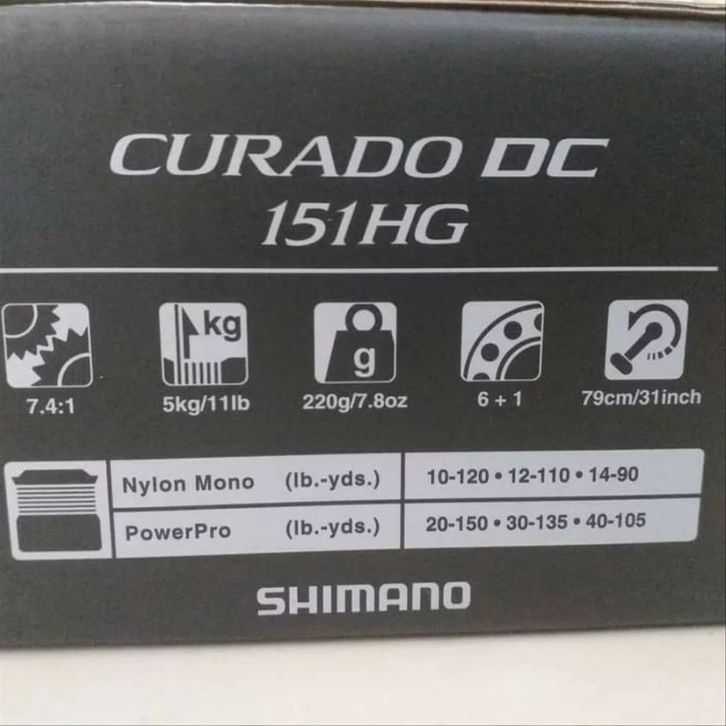 CURADO DC
151HG
kg
g
7.4:1 5kg/11lb 220g/7.8oz 6 + 1 79cm/31inch
Nylon Mono (lb.-yds.) 10-120 • 12-110 • 14-90
PowerPro (lb.-yds.) 20-150 • 30-135 • 40-105
SHIMANO